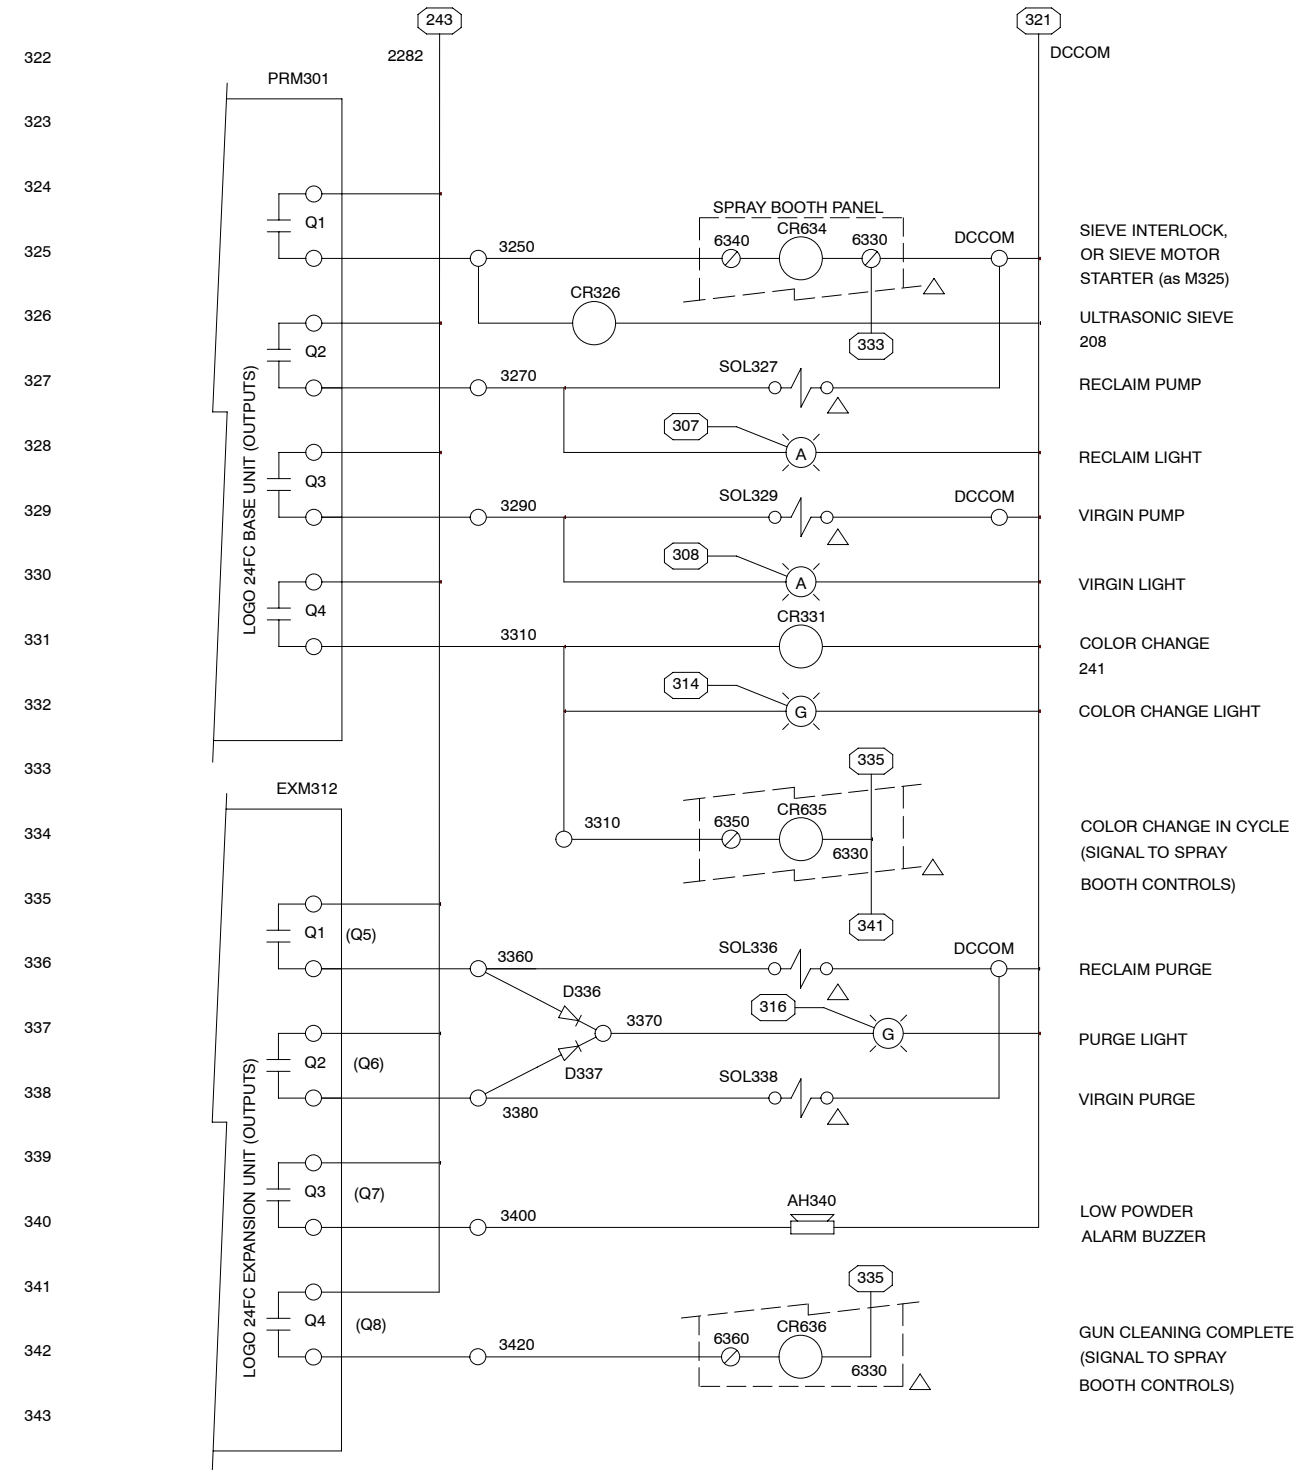 243
321
322
2282
DCCOM
PRM301
323
324
Q1
SPRAY BOOTH PANEL
CR634
325
3250
6340
6330
DCCOM
SIEVE INTERLOCK,
OR SIEVE MOTOR
STARTER (as M325)
CR326
326
333
ULTRASONIC SIEVE
208
Q2
327
3270
SOL327
RECLAIM PUMP
307
328
A
RECLAIM LIGHT
Q3
329
3290
SOL329
DCCOM
VIRGIN PUMP
308
330
A
VIRGIN LIGHT
LOGO 24FC BASE UNIT (OUTPUTS)
Q4
CR331
331
3310
COLOR CHANGE
241
314
332
G
COLOR CHANGE LIGHT
333
335
EXM312
CR635
334
3310
6350
6330
COLOR CHANGE IN CYCLE
(SIGNAL TO SPRAY
BOOTH CONTROLS)
335
341
Q1 (Q5)
336
3360
SOL336
DCCOM
RECLAIM PURGE
D336
316
337
3370
G
PURGE LIGHT
Q2 (Q6)
D337
338
3380
SOL338
VIRGIN PURGE
339
LOGO 24FC EXPANSION UNIT (OUTPUTS)
Q3 (Q7)
340
3400
AH340
LOW POWDER
ALARM BUZZER
341
335
Q4 (Q8)
CR636
342
3420
6360
6330
GUN CLEANING COMPLETE
(SIGNAL TO SPRAY
BOOTH CONTROLS)
343